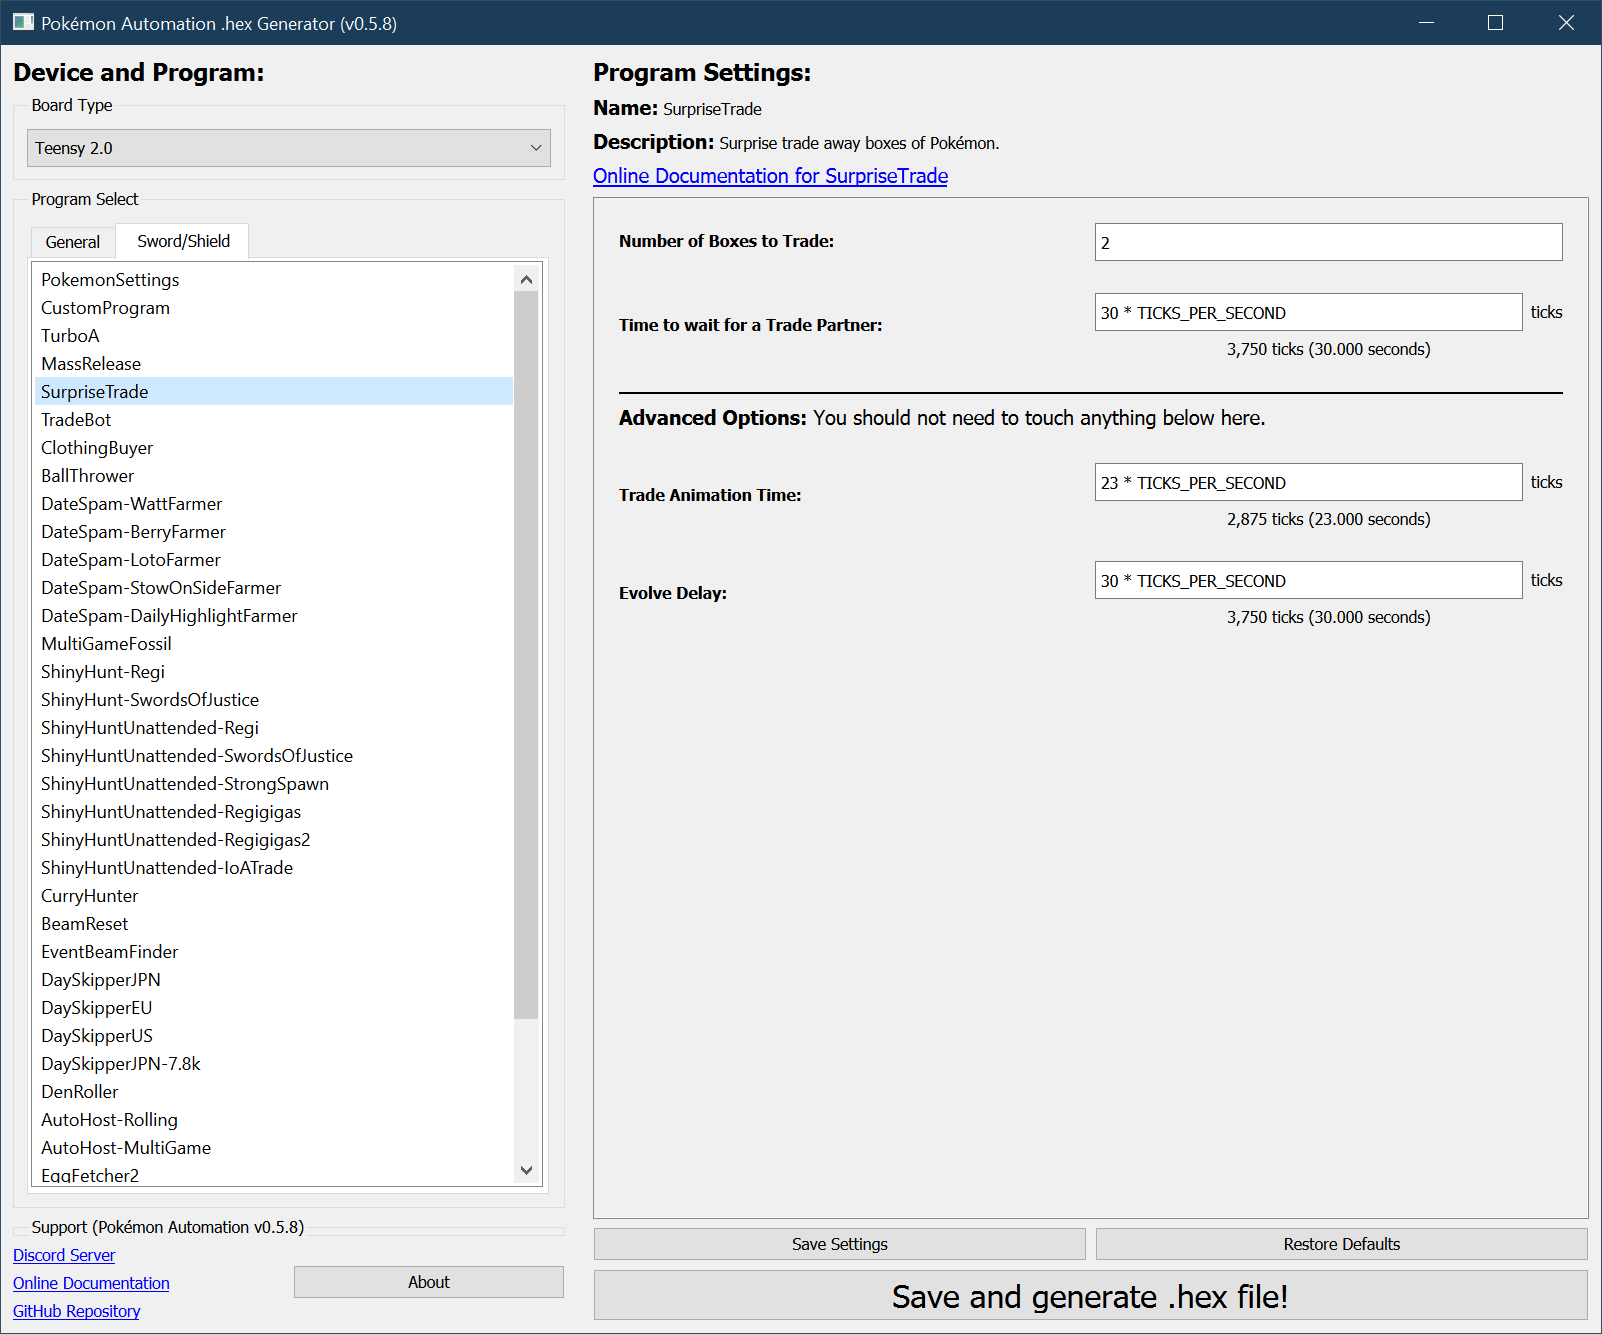 Pokémon Automation .hex Generator (v0.5.8)
Device and Program:
Board Type
Teensy 2.0
Program Select
General
Sword/Shield
PokemonSettings
CustomProgram
TurboA
MassRelease
SurpriseTrade
TradeBot
ClothingBuyer
BallThrower
DateSpam-WattFarmer
DateSpam-BerryFarmer
DateSpam-LotoFarmer
DateSpam-StowOnSideFarmer
DateSpam-DailyHighlightFarmer
MultiGameFossil
ShinyHunt-Regi
ShinyHunt-SwordsOfJustice
ShinyHuntUnattended-Regi
ShinyHuntUnattended-SwordsOfJustice
ShinyHuntUnattended-StrongSpawn
ShinyHuntUnattended-Regigigas
ShinyHuntUnattended-Regigigas2
ShinyHuntUnattended-IoATrade
CurryHunter
BeamReset
EventBeamFinder
DaySkipperJPN
DaySkipperEU
DaySkipperUS
DaySkipperJPN-7.8k
DenRoller
AutoHost-Rolling
AutoHost-MultiGame
EggFetcher2
Support (Pokémon Automation v0.5.8)
Discord Server
Online Documentation
GitHub Repository
About
Program Settings:
Name: SurpriseTrade
Description: Surprise trade away boxes of Pokémon.
Online Documentation for SurpriseTrade
Number of Boxes to Trade:
2
Time to wait for a Trade Partner:
30 * TICKS_PER_SECOND
ticks
3,750 ticks (30.000 seconds)
Advanced Options: You should not need to touch anything below here.
Trade Animation Time:
23 * TICKS_PER_SECOND
ticks
2,875 ticks (23.000 seconds)
Evolve Delay:
30 * TICKS_PER_SECOND
ticks
3,750 ticks (30.000 seconds)
Save Settings
Restore Defaults
Save and generate .hex file!